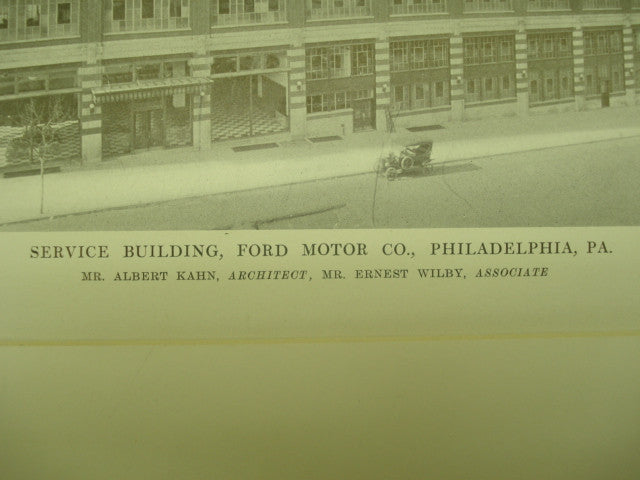 SERVICE BUILDING, FORD MOTOR CO., PHILADELPHIA, PA.
MR. ALBERT KAHN, ARCHITECT, MR. ERNEST WILBY, ASSOCIATE